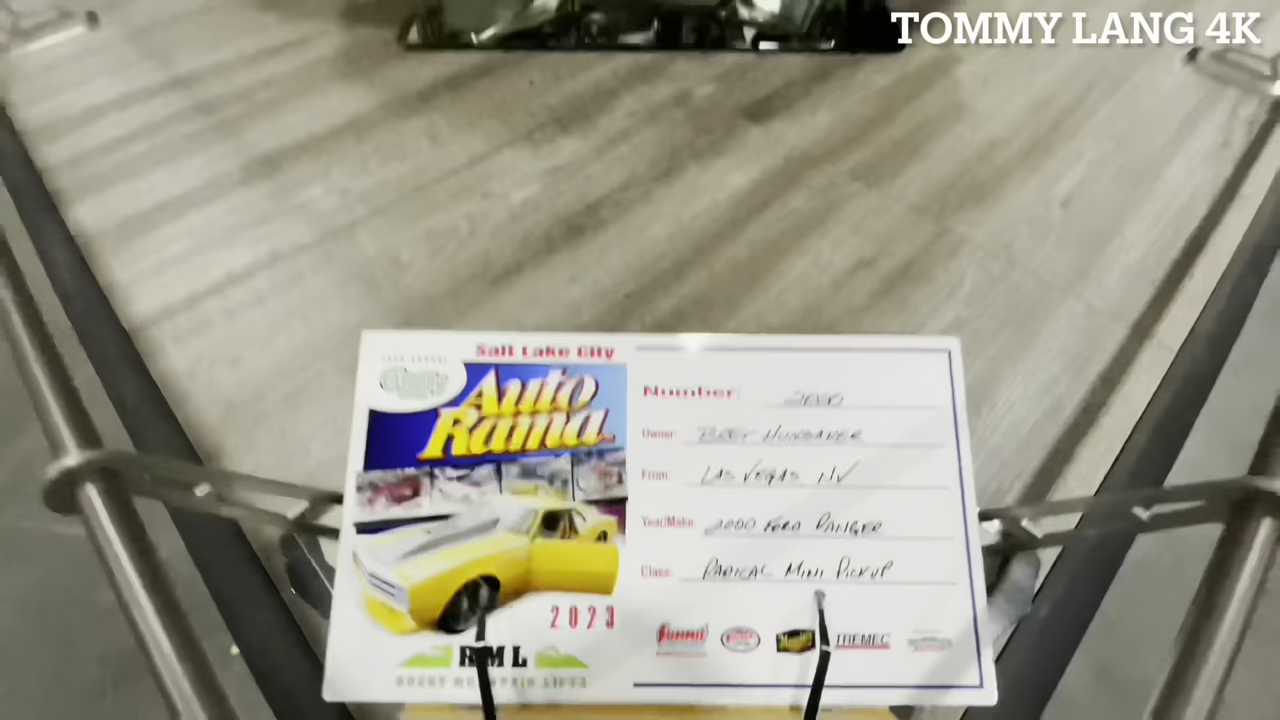 TOMMY LANG 4K
Salt Lake City
Auto
Rama
2023
RML
Number: 2000
Owner:
From: LAS VEGAS NV
Year/Make: 2000 FORD RANGER
Class: RADICAL MINI PICKUP
Summit
TREMEC